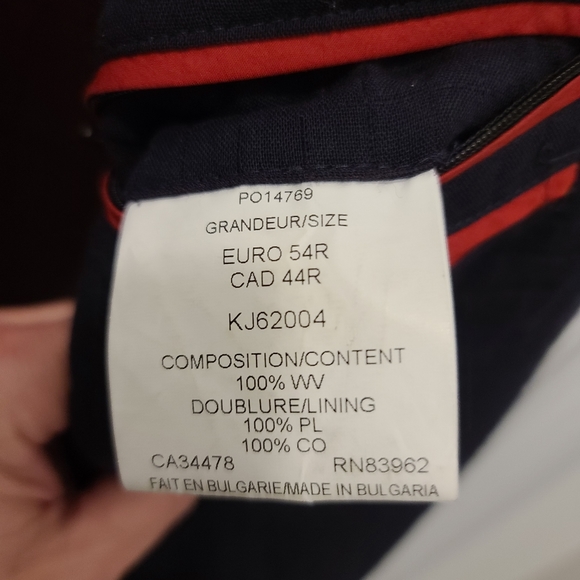 PO14769
GRANDEUR/SIZE
EURO 54R
CAD 44R
KJ62004
COMPOSITION/CONTENT
100% WV
DOUBLURE/LINING
100% PL
100% CO
CA34478 RN83962
FAIT EN BULGARIE/MADE IN BULGARIA